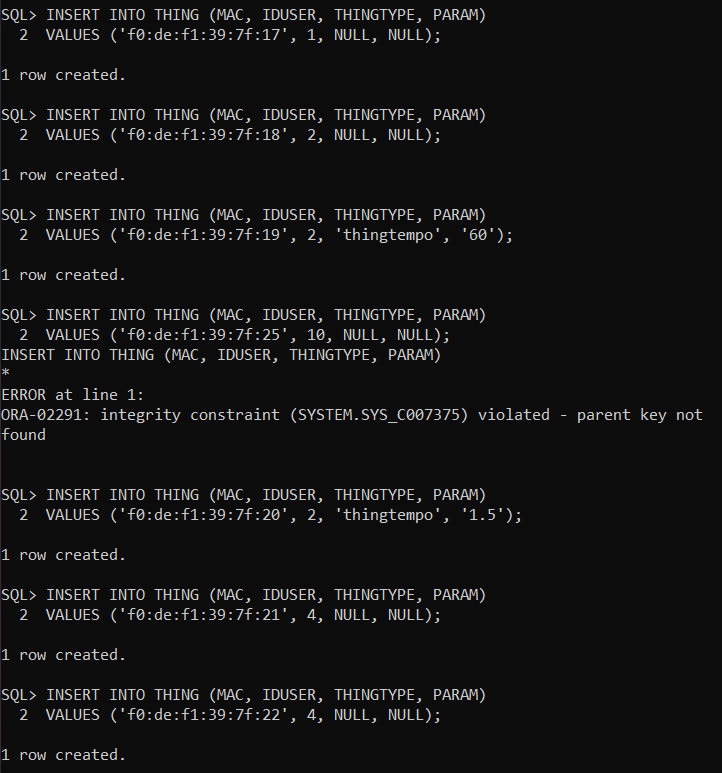 SQL> INSERT INTO THING (MAC, IDUSER, THINGTYPE, PARAM)
  2  VALUES ('f0:de:f1:39:7f:17', 1, NULL, NULL);
1 row created.
SQL> INSERT INTO THING (MAC, IDUSER, THINGTYPE, PARAM)
  2  VALUES ('f0:de:f1:39:7f:18', 2, NULL, NULL);
1 row created.
SQL> INSERT INTO THING (MAC, IDUSER, THINGTYPE, PARAM)
  2  VALUES ('f0:de:f1:39:7f:19', 2, 'thingtempo', '60');
1 row created.
SQL> INSERT INTO THING (MAC, IDUSER, THINGTYPE, PARAM)
  2  VALUES ('f0:de:f1:39:7f:25', 10, NULL, NULL);
INSERT INTO THING (MAC, IDUSER, THINGTYPE, PARAM)
*
ERROR at line 1:
ORA-02291: integrity constraint (SYSTEM.SYS_C007375) violated - parent key not
found
SQL> INSERT INTO THING (MAC, IDUSER, THINGTYPE, PARAM)
  2  VALUES ('f0:de:f1:39:7f:20', 2, 'thingtempo', '1.5');
1 row created.
SQL> INSERT INTO THING (MAC, IDUSER, THINGTYPE, PARAM)
  2  VALUES ('f0:de:f1:39:7f:21', 4, NULL, NULL);
1 row created.
SQL> INSERT INTO THING (MAC, IDUSER, THINGTYPE, PARAM)
  2  VALUES ('f0:de:f1:39:7f:22', 4, NULL, NULL);
1 row created.